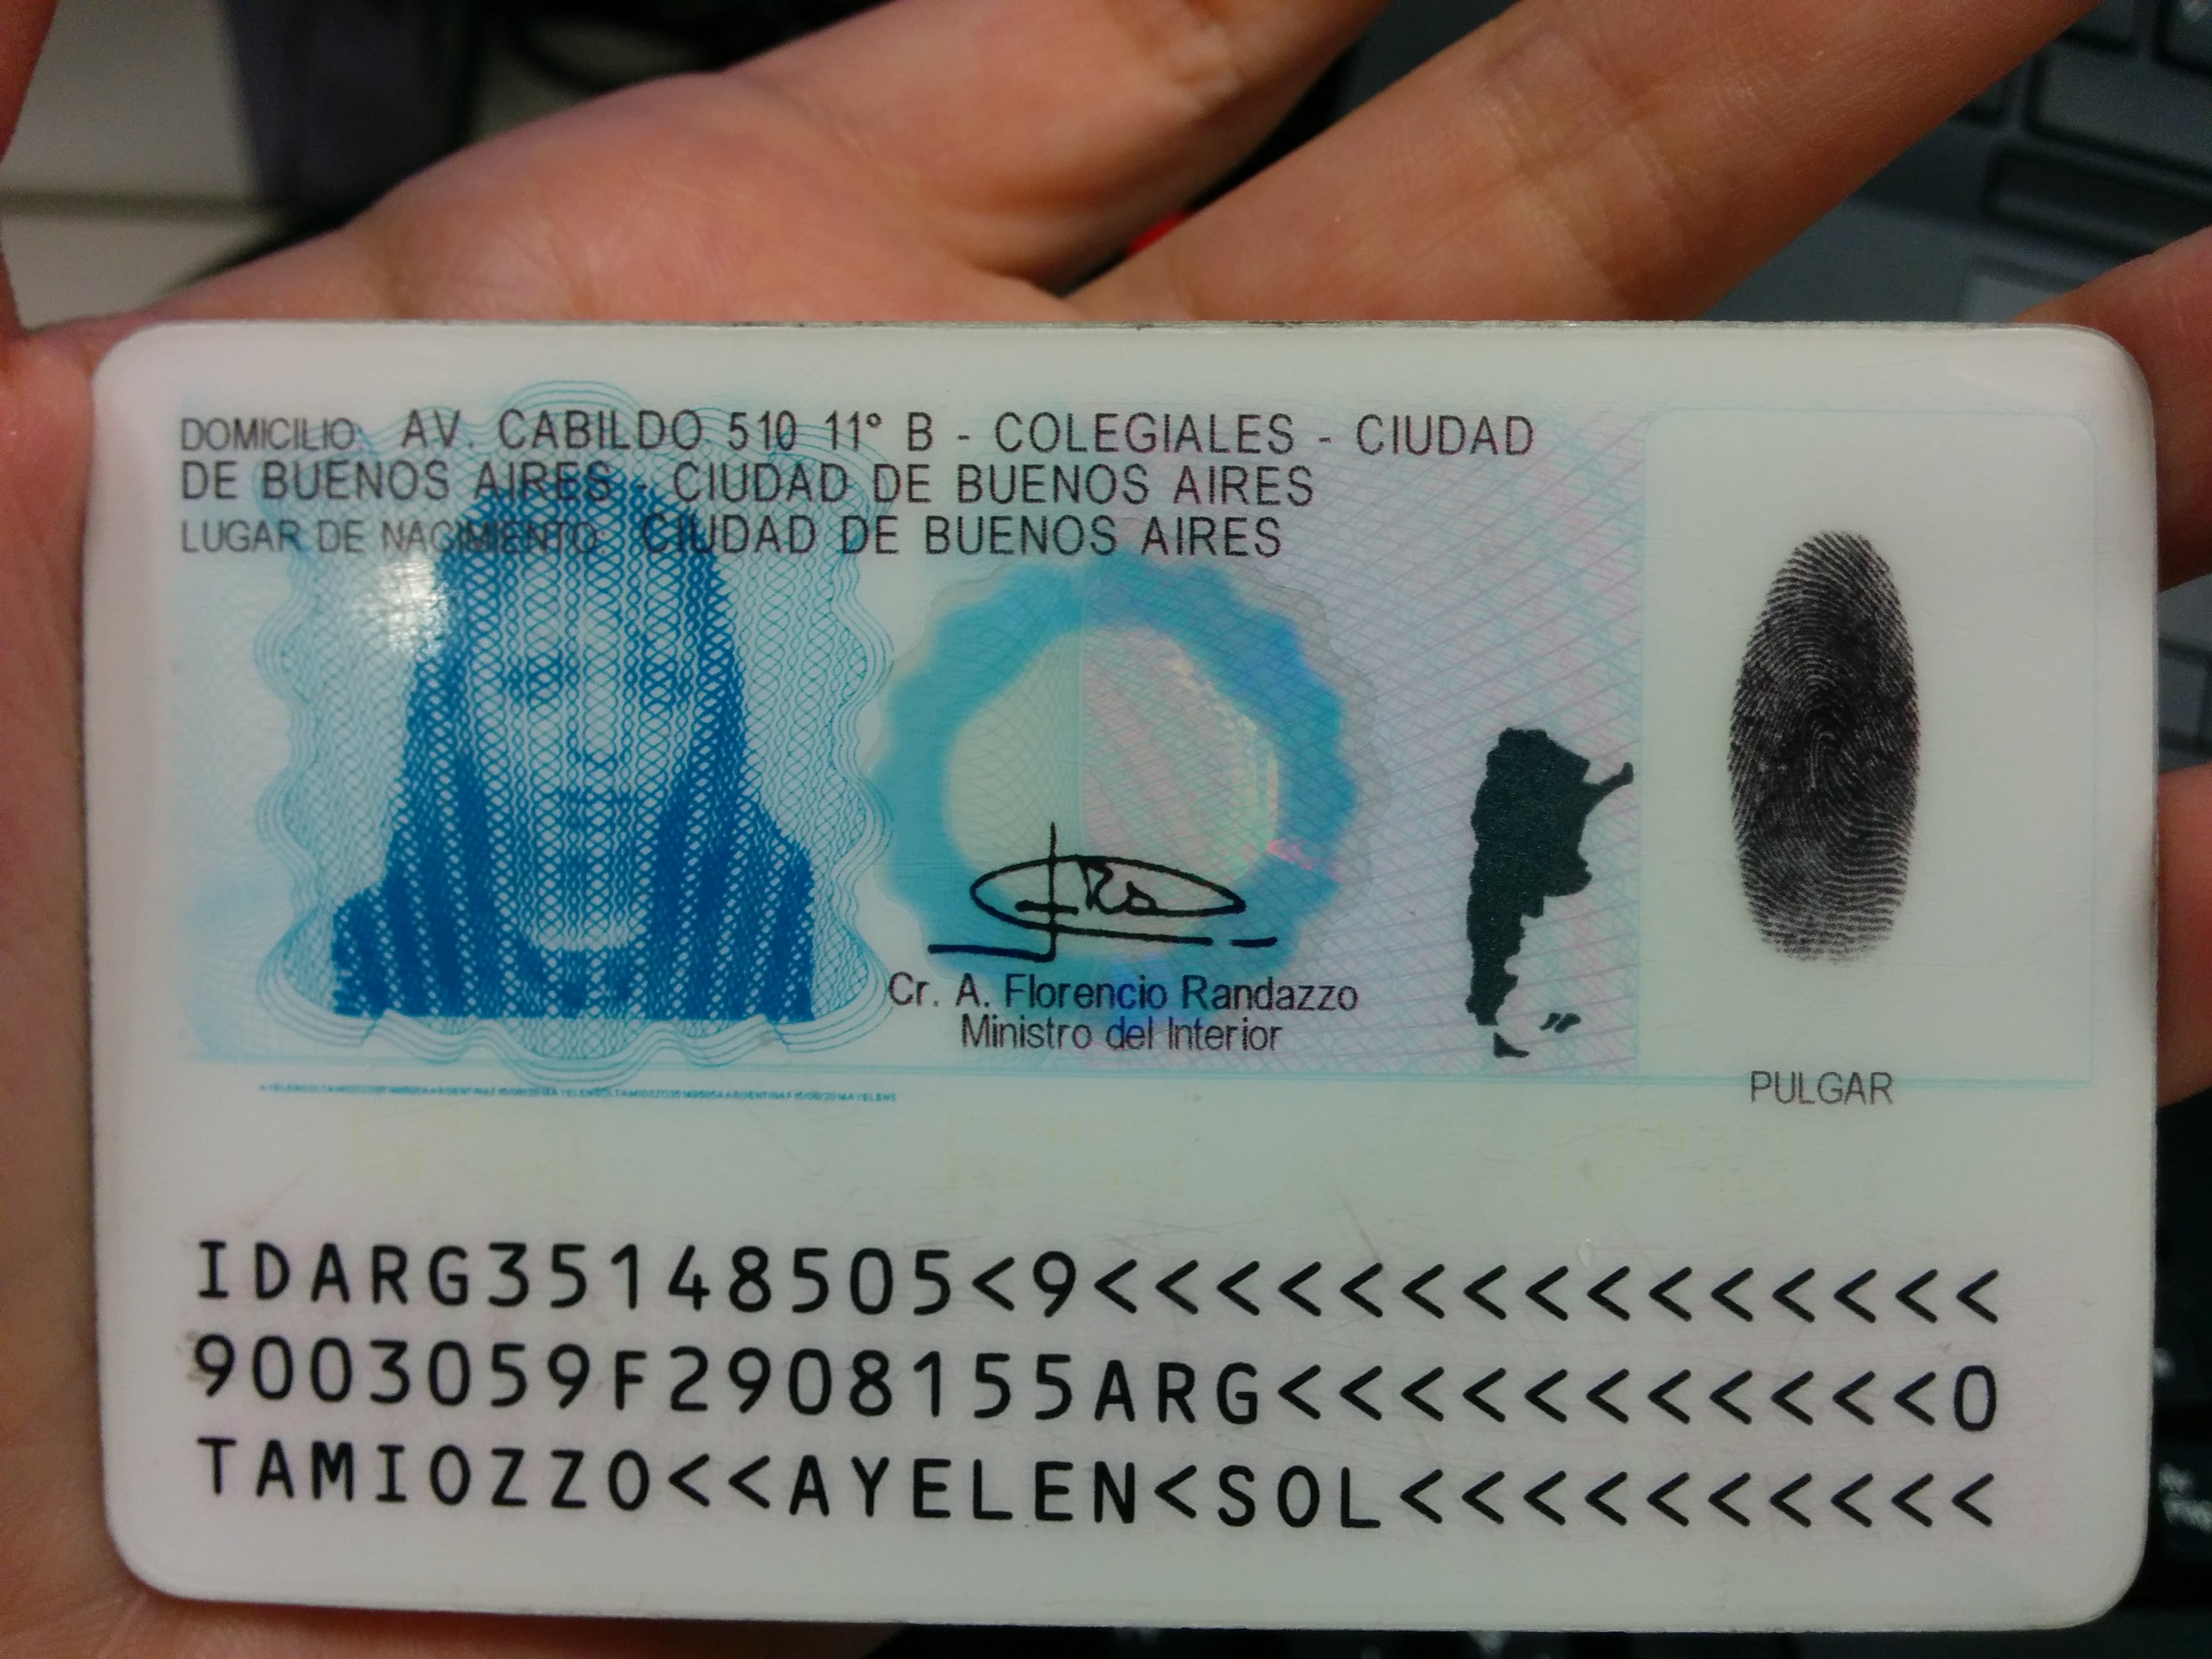 DOMICILIO: AV. CABILDO 510 11° B - COLEGIALES - CIUDAD
DE BUENOS AIRES - CIUDAD DE BUENOS AIRES
LUGAR DE NACIMIENTO: CIUDAD DE BUENOS AIRES
Cr. A. Florencio Randazzo
Ministro del Interior
PULGAR
IDARG35148505<9<<<<<<<<<<<<<<<
9003059F2908155ARG<<<<<<<<<<<0
TAMIOZZO<<AYELEN<SOL<<<<<<<<<<